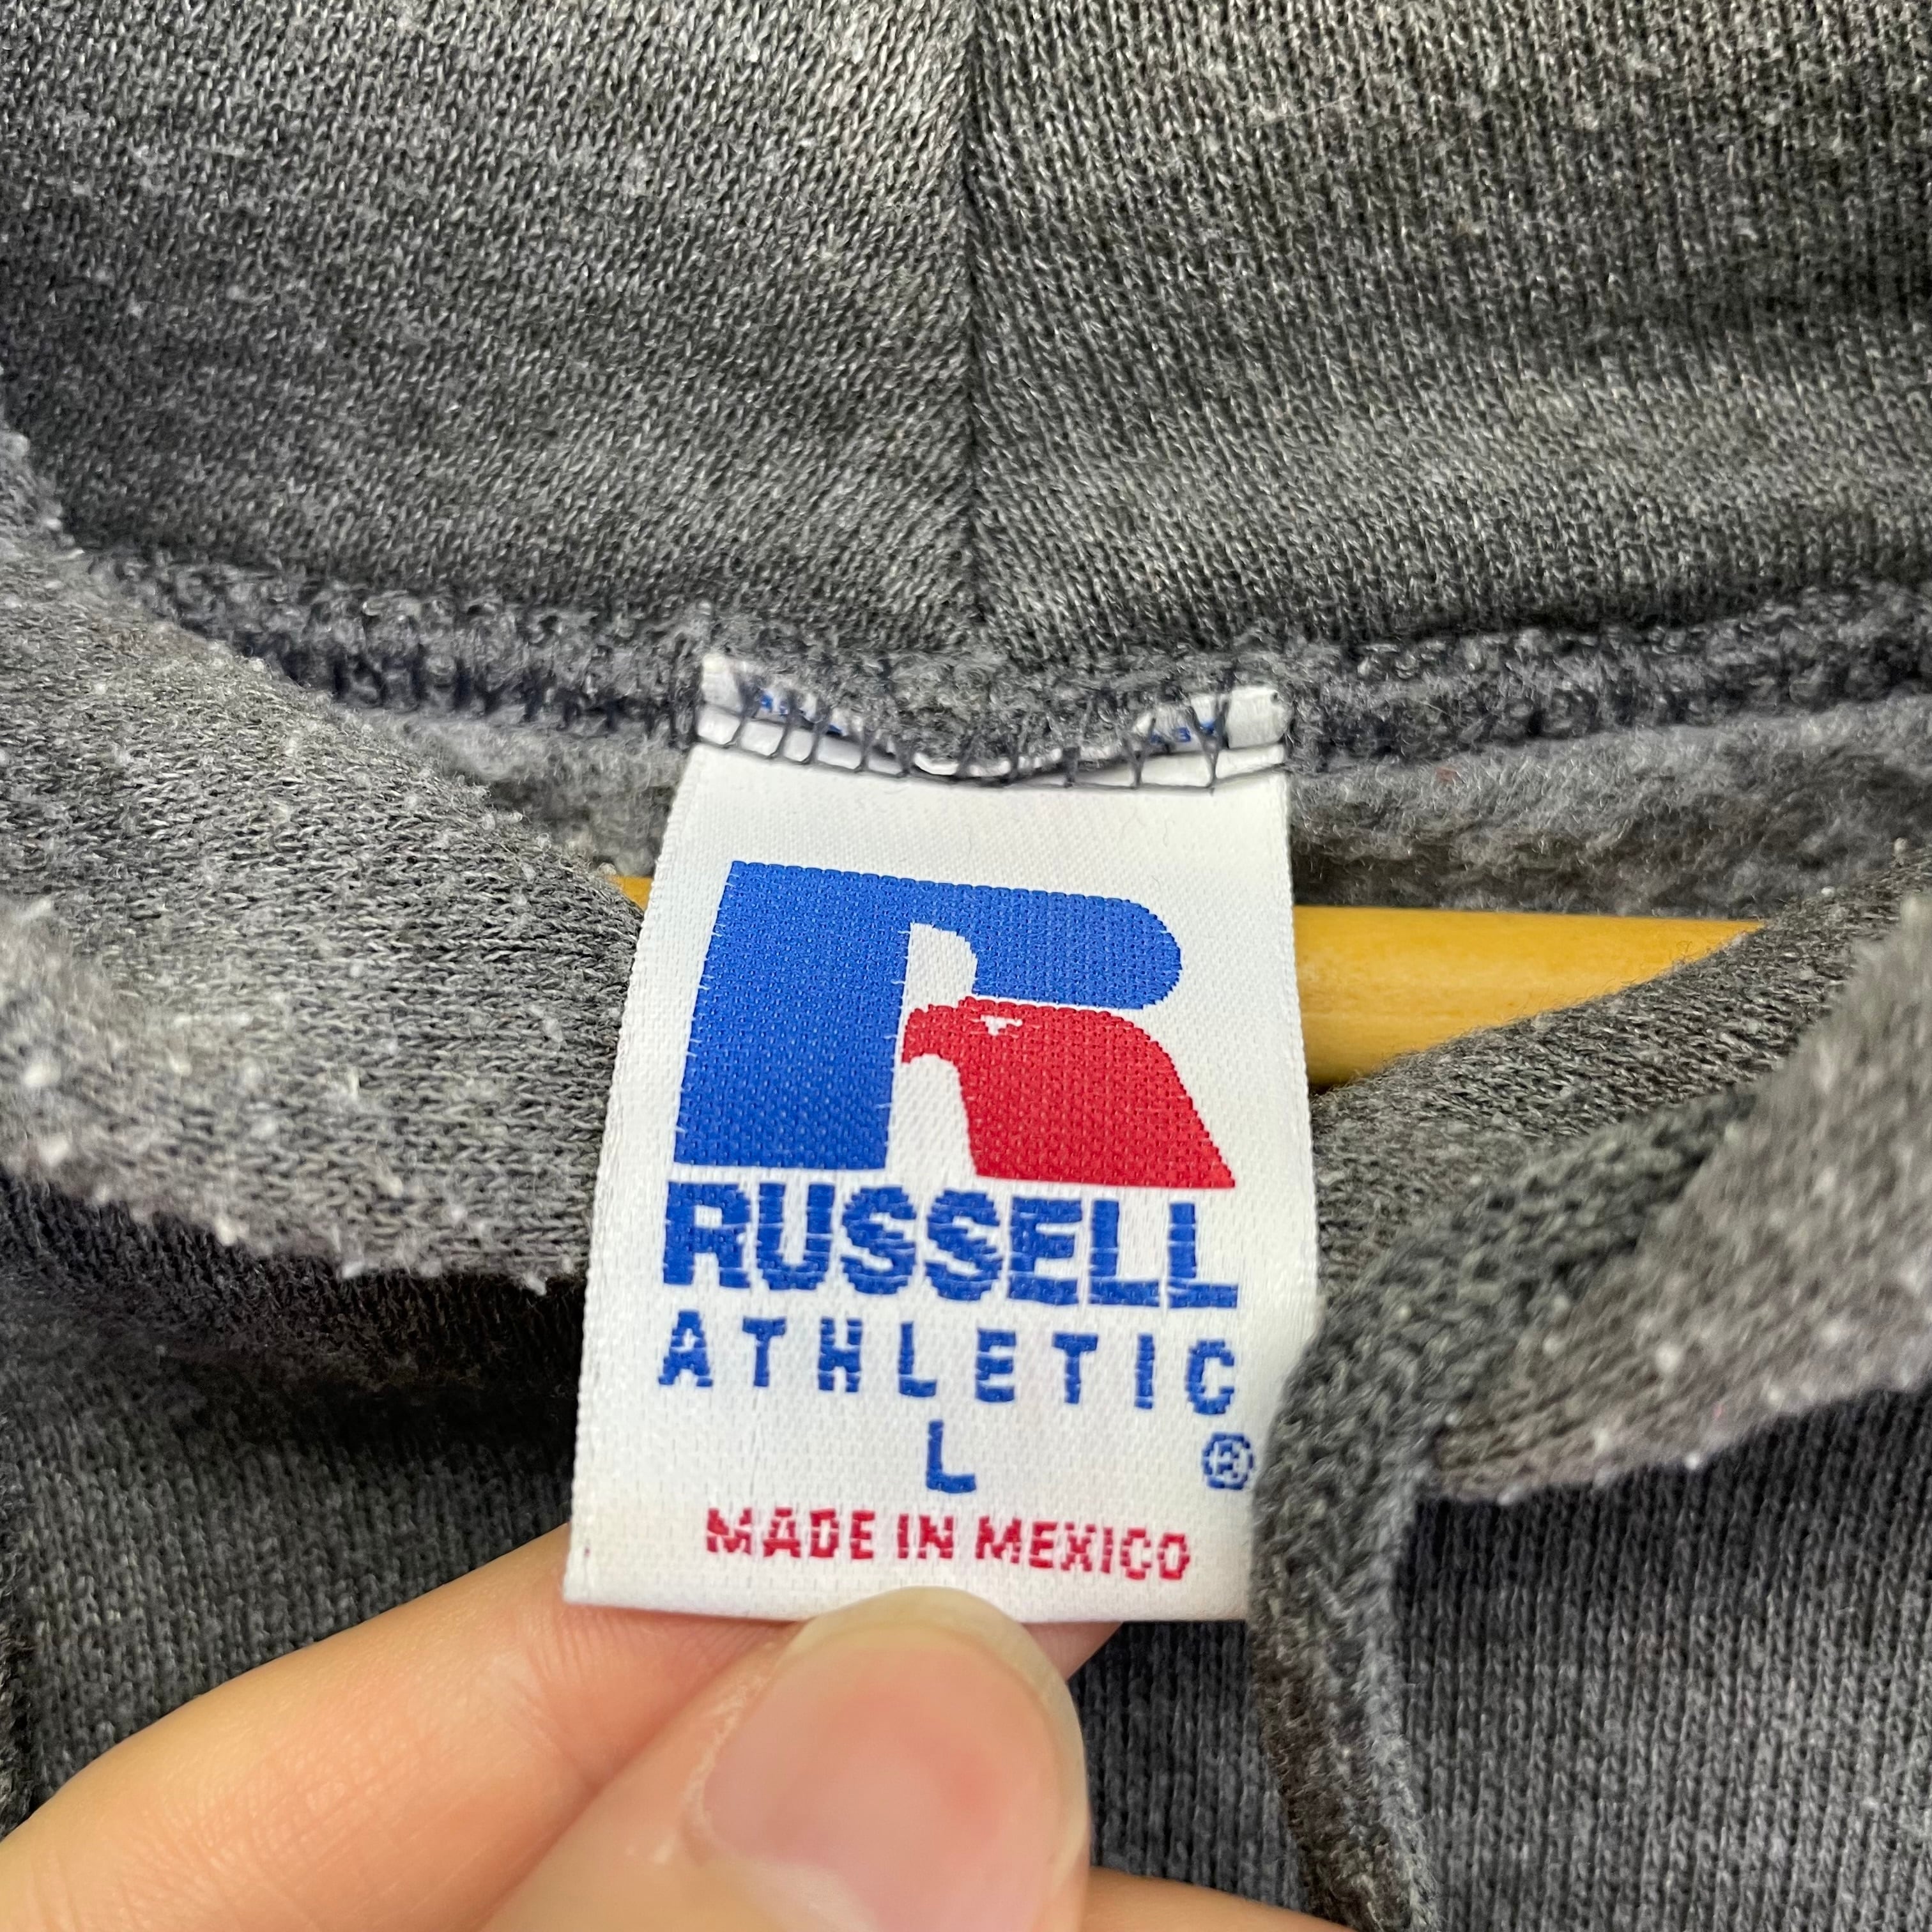 RUSSELL
ATHLETIC
L ®
MADE IN MEXICO